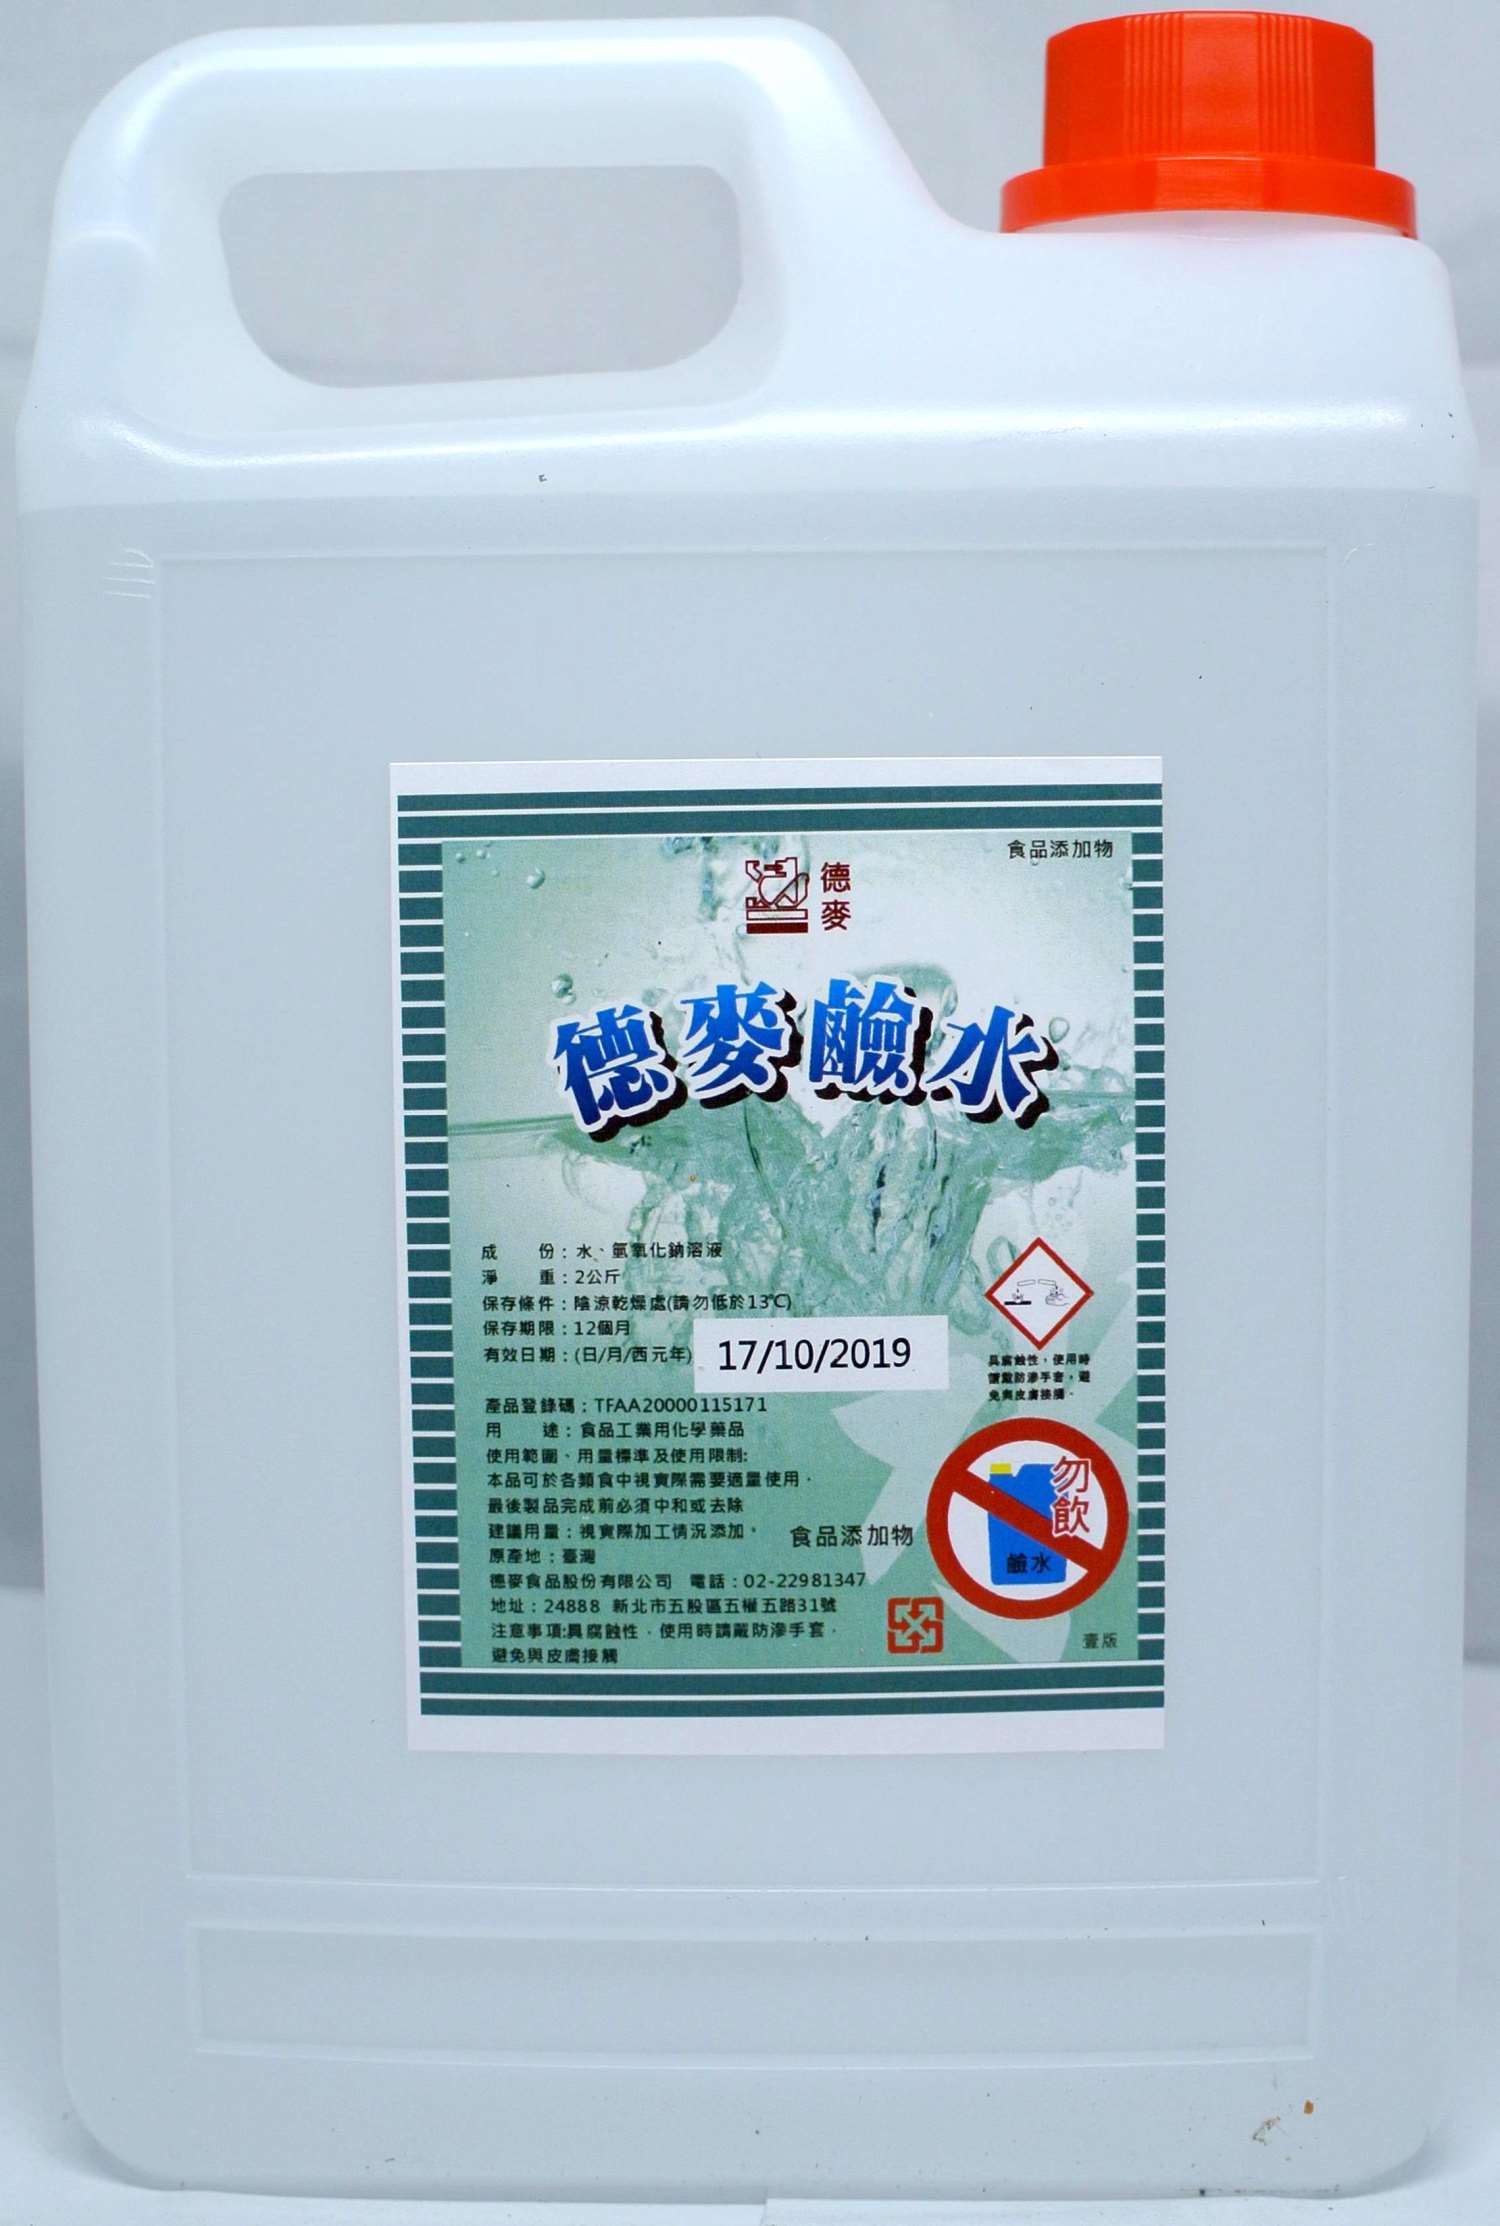 食品添加物
德麥
德麥鹼水
成　份：水、氫氧化鈉溶液
淨　重：2公斤
保存條件：陰涼乾燥處(請勿低於13℃)
保存期限：12個月
有效日期：(日/月/西元年) 17/10/2019
具腐蝕性，使用時
請戴防滲手套，避
免與皮膚接觸。
產品登錄碼：TFAA20000115171
用　途：食品工業用化學藥品
使用範圍、用量標準及使用限制:
本品可於各類食中視實際需要適量使用，
最後製品完成前必須中和或去除
建議用量：視實際加工情況添加。
食品添加物
勿飲
鹼水
原產地：臺灣
德麥食品股份有限公司　電話：02-22981347
地址：24888 新北市五股區五權五路31號
注意事項:具腐蝕性，使用時請戴防滲手套，
避免與皮膚接觸
壹版